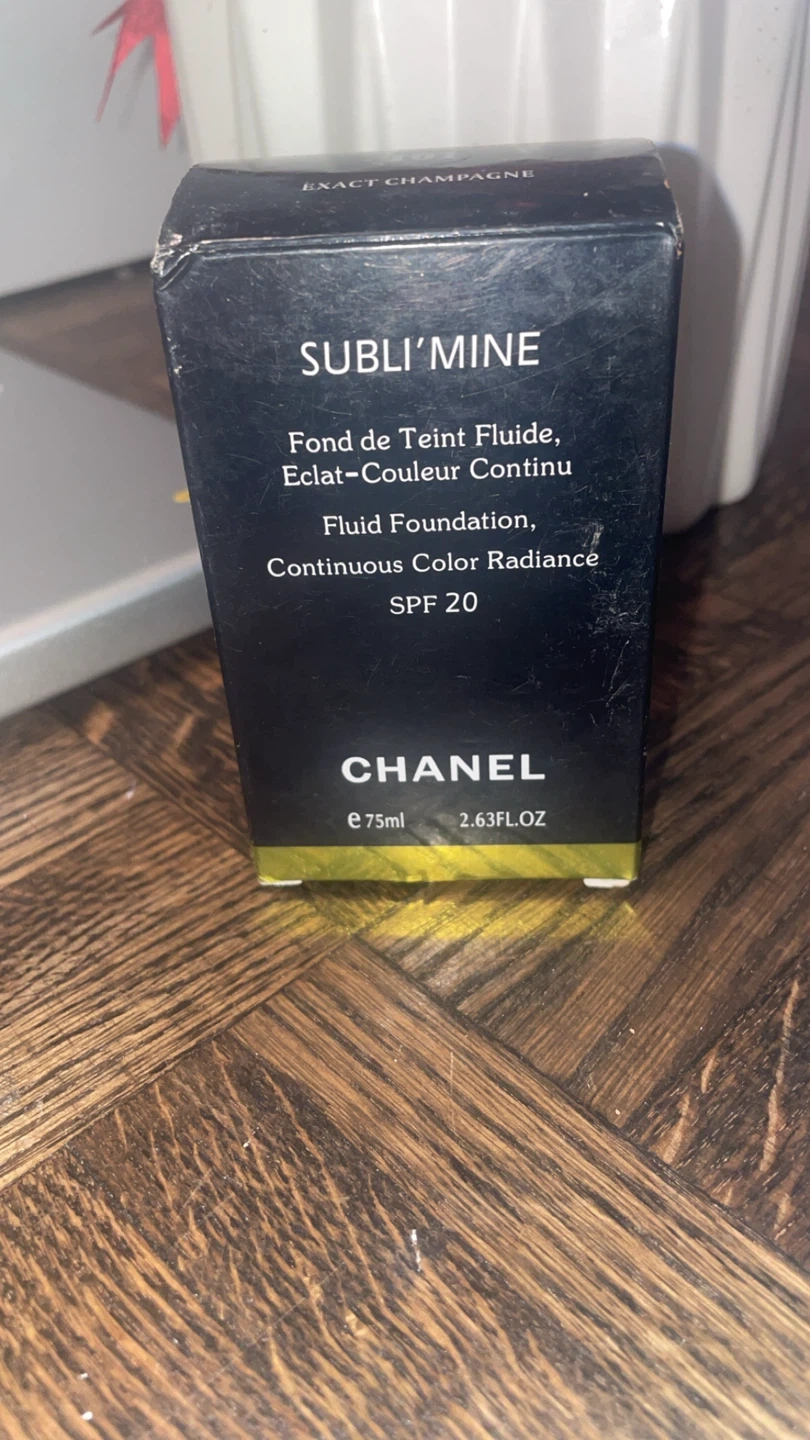 EXACT CHAMPAGNE
SUBLI’MINE
Fond de Teint Fluide,
Eclat-Couleur Continu
Fluid Foundation,
Continuous Color Radiance
SPF 20
CHANEL
e 75ml 2.63FL.OZ